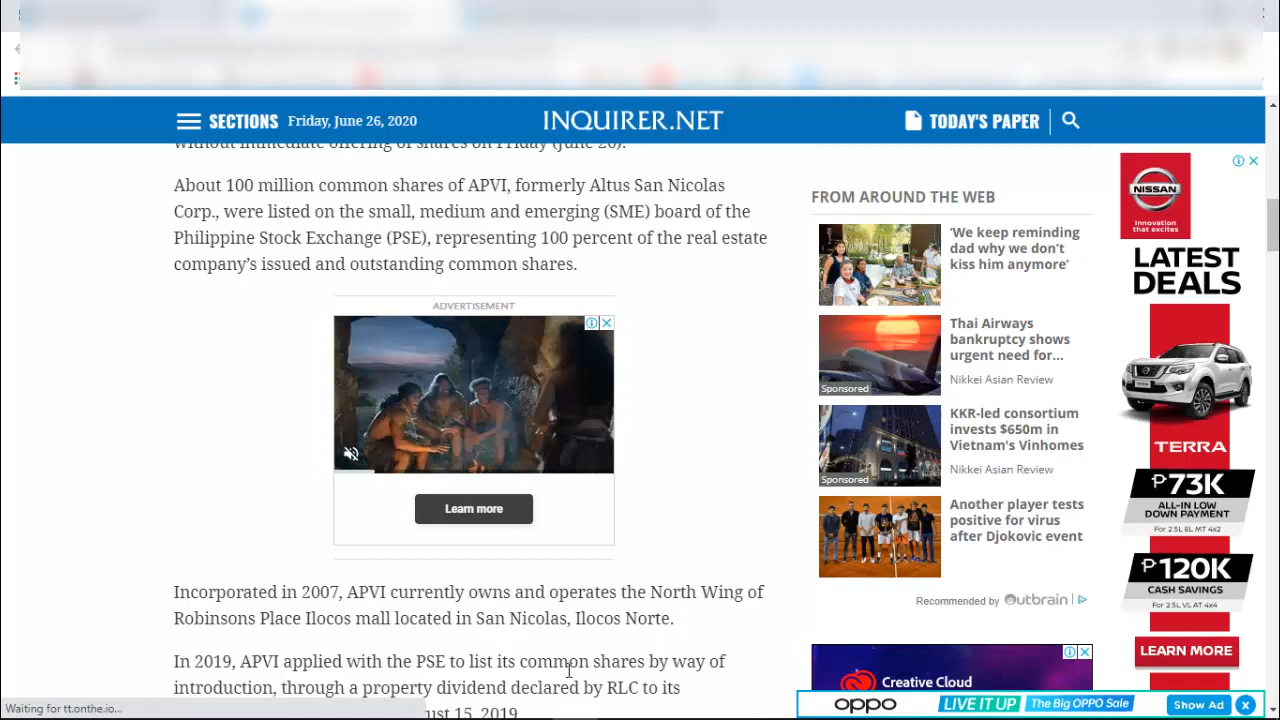 SECTIONS Friday, June 26, 2020 INQUIRER.NET TODAY'S PAPER
without immediate offering of shares on Friday (June 26).
About 100 million common shares of APVI, formerly Altus San Nicolas
Corp., were listed on the small, medium and emerging (SME) board of the
Philippine Stock Exchange (PSE), representing 100 percent of the real estate
company's issued and outstanding common shares.
ADVERTISEMENT
Learn more
Incorporated in 2007, APVI currently owns and operates the North Wing of
Robinsons Place Ilocos mall located in San Nicolas, Ilocos Norte.
In 2019, APVI applied with the PSE to list its common shares by way of
introduction, through a property dividend declared by RLC to its
ust 15, 2019
Waiting for tt.onthe.io...
FROM AROUND THE WEB
'We keep reminding
dad why we don't
kiss him anymore'
Thai Airways
bankruptcy shows
urgent need for...
Nikkei Asian Review
Sponsored
KKR-led consortium
invests $650m in
Vietnam's Vinhomes
Nikkei Asian Review
Sponsored
Another player tests
positive for virus
after Djokovic event
Recommended by Outbrain
Creative Cloud
NISSAN
Innovation
that excites
LATEST
DEALS
TERRA
₱73K
ALL-IN LOW
DOWN PAYMENT
For 2.5L EL MT 4x2
₱120K
CASH SAVINGS
For 2.5L VL AT 4x4
LEARN MORE
oppo LIVE IT UP The Big OPPO Sale Show Ad x